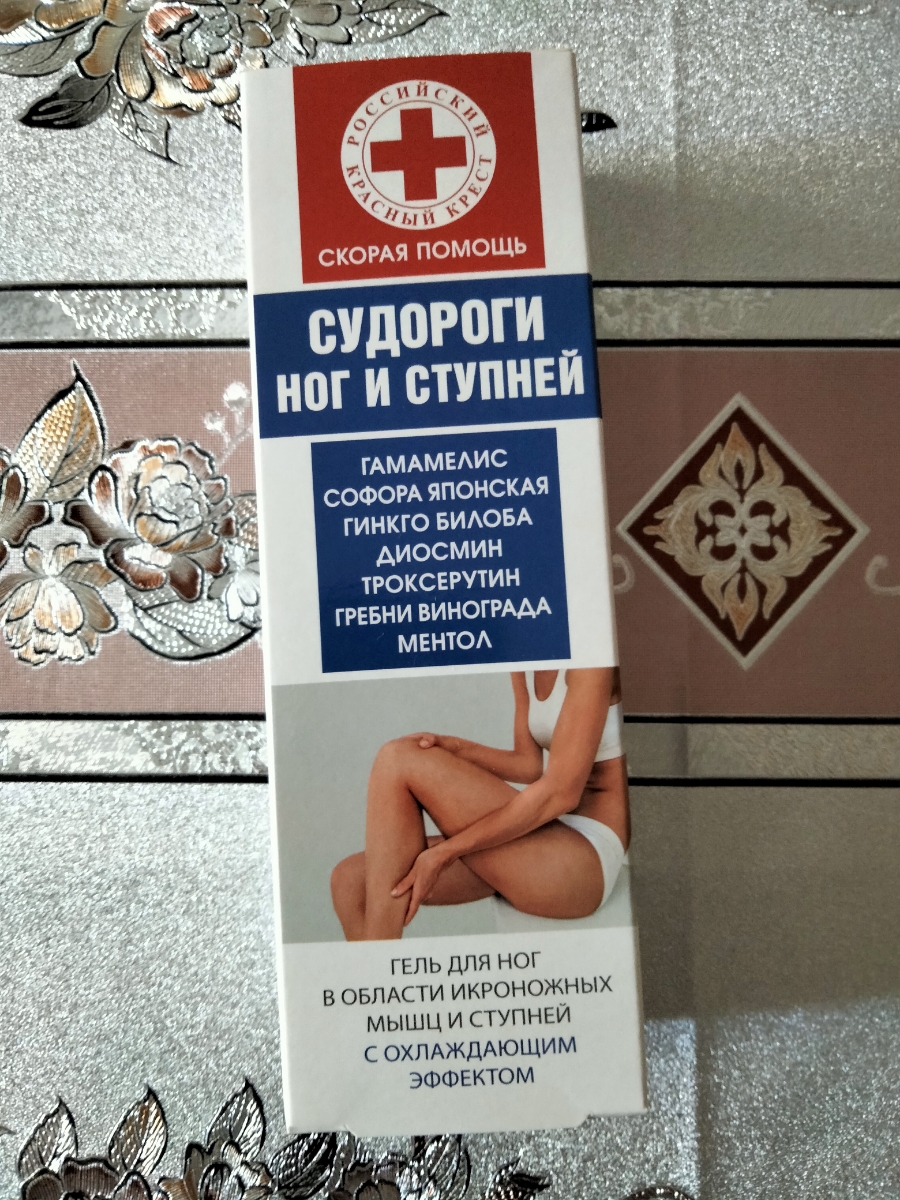 РОССИЙСКИЙ
КРАСНЫЙ КРЕСТ
СКОРАЯ ПОМОЩЬ
СУДОРОГИ
НОГ И СТУПНЕЙ
ГАМАМЕЛИС
СОФОРА ЯПОНСКАЯ
ГИНКГО БИЛОБА
ДИОСМИН
ТРОКСЕРУТИН
ГРЕБНИ ВИНОГРАДА
МЕНТОЛ
ГЕЛЬ ДЛЯ НОГ
В ОБЛАСТИ ИКРОНОЖНЫХ
МЫШЦ И СТУПНЕЙ
С ОХЛАЖДАЮЩИМ
ЭФФЕКТОМ